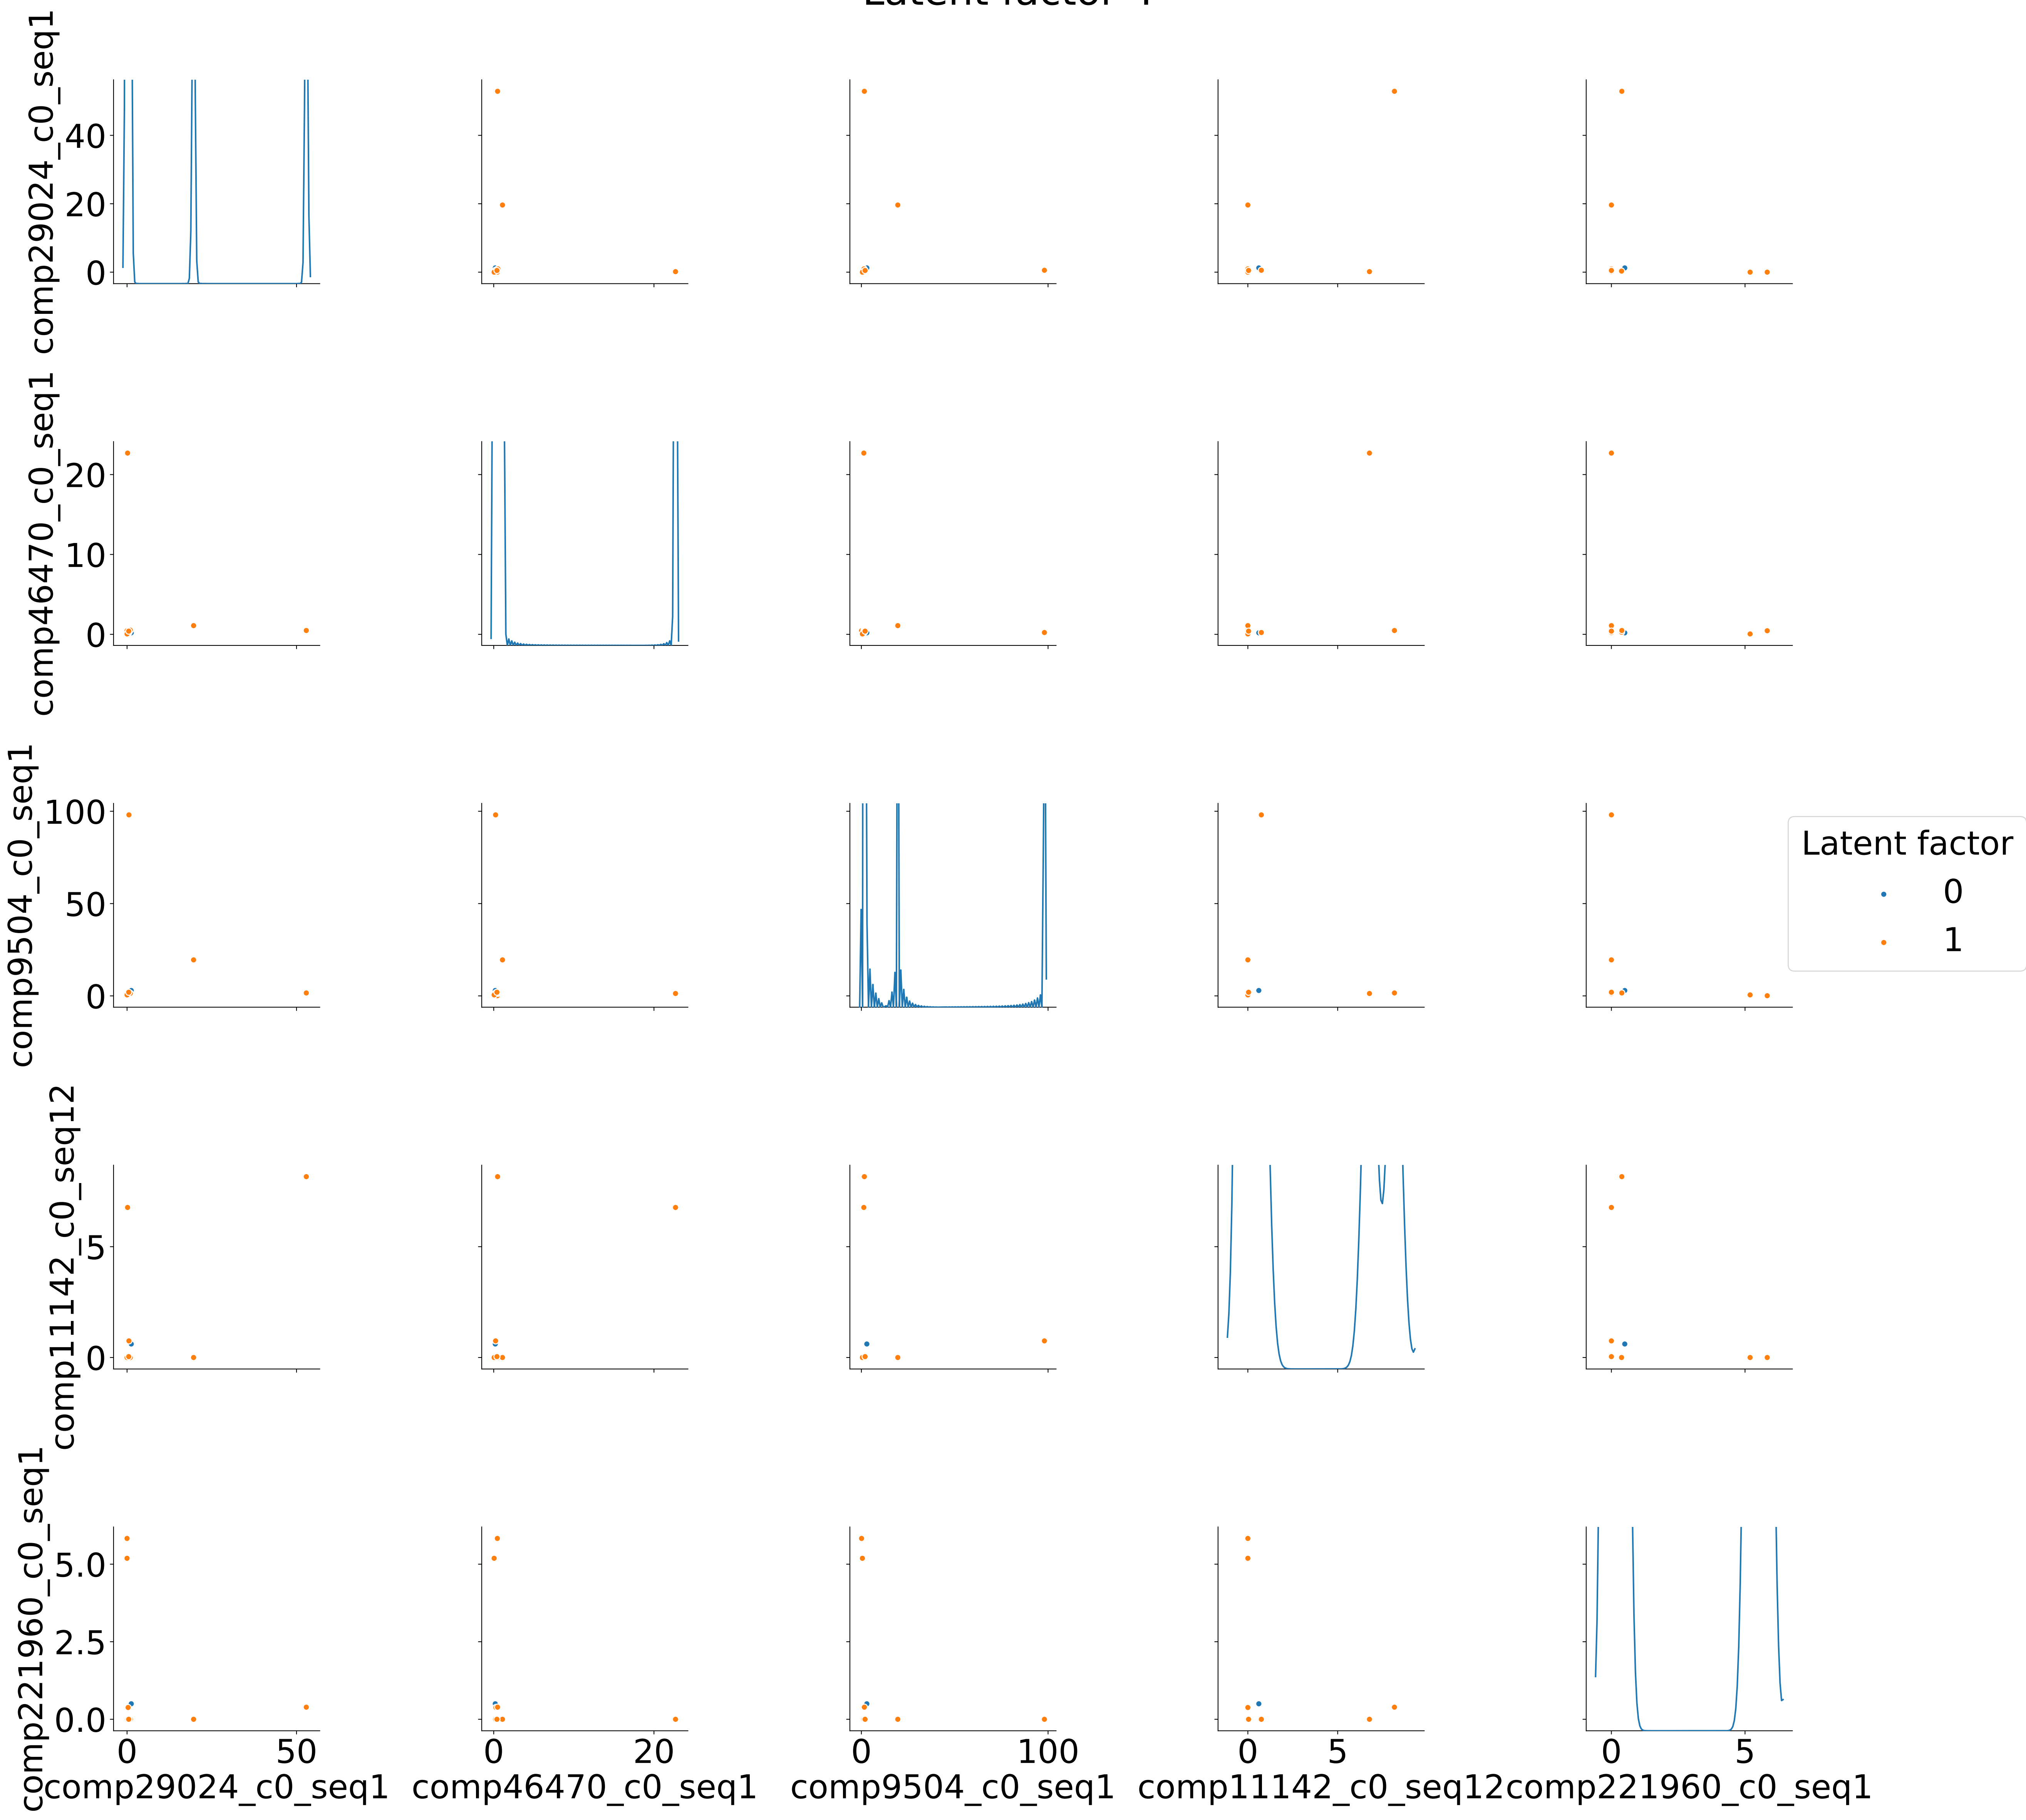 Latent factor
comp29024_c0_seq1
40
20
0
comp46470_c0_seq1
20
10
0
comp9504_c0_seq1
100
50
0
Latent factor
0
1
comp11142_c0_seq12
5
0
comp221960_c0_seq1
5.0
2.5
0.0
0 50 0 20 0 100 0 5 0 5
comp29024_c0_seq1 comp46470_c0_seq1 comp9504_c0_seq1 comp11142_c0_seq12 comp221960_c0_seq1